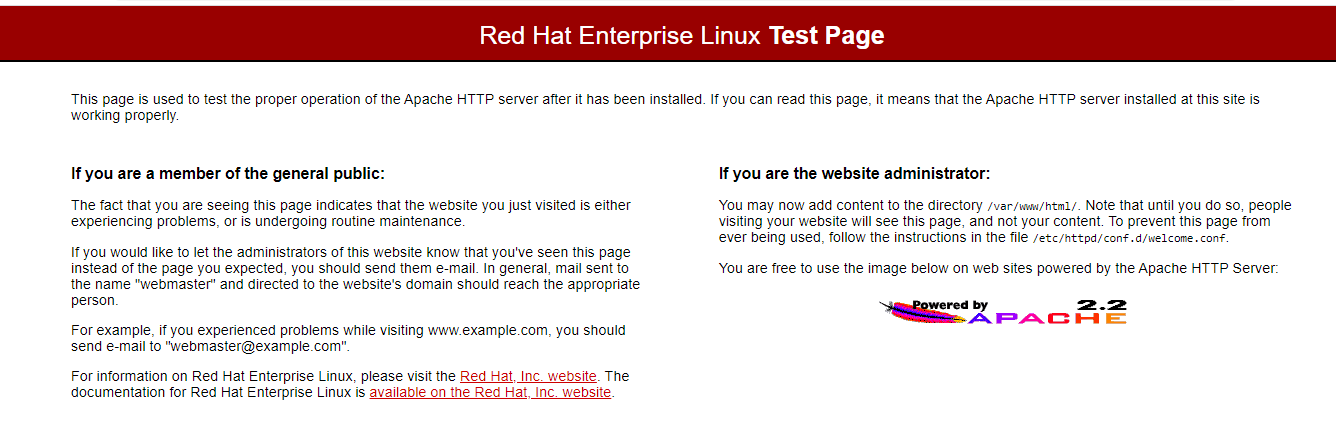 Red Hat Enterprise Linux Test Page
This page is used to test the proper operation of the Apache HTTP server after it has been installed. If you can read this page, it means that the Apache HTTP server installed at this site is
working properly.
If you are a member of the general public:
The fact that you are seeing this page indicates that the website you just visited is either
experiencing problems, or is undergoing routine maintenance.
If you would like to let the administrators of this website know that you've seen this page
instead of the page you expected, you should send them e-mail. In general, mail sent to
the name "webmaster" and directed to the website's domain should reach the appropriate
person.
For example, if you experienced problems while visiting www.example.com, you should
send e-mail to "webmaster@example.com".
For information on Red Hat Enterprise Linux, please visit the Red Hat, Inc. website. The
documentation for Red Hat Enterprise Linux is available on the Red Hat, Inc. website.
If you are the website administrator:
You may now add content to the directory /var/www/html/. Note that until you do so, people
visiting your website will see this page, and not your content. To prevent this page from
ever being used, follow the instructions in the file /etc/httpd/conf.d/welcome.conf.
You are free to use the image below on web sites powered by the Apache HTTP Server:
Powered by 2.2
APACHE